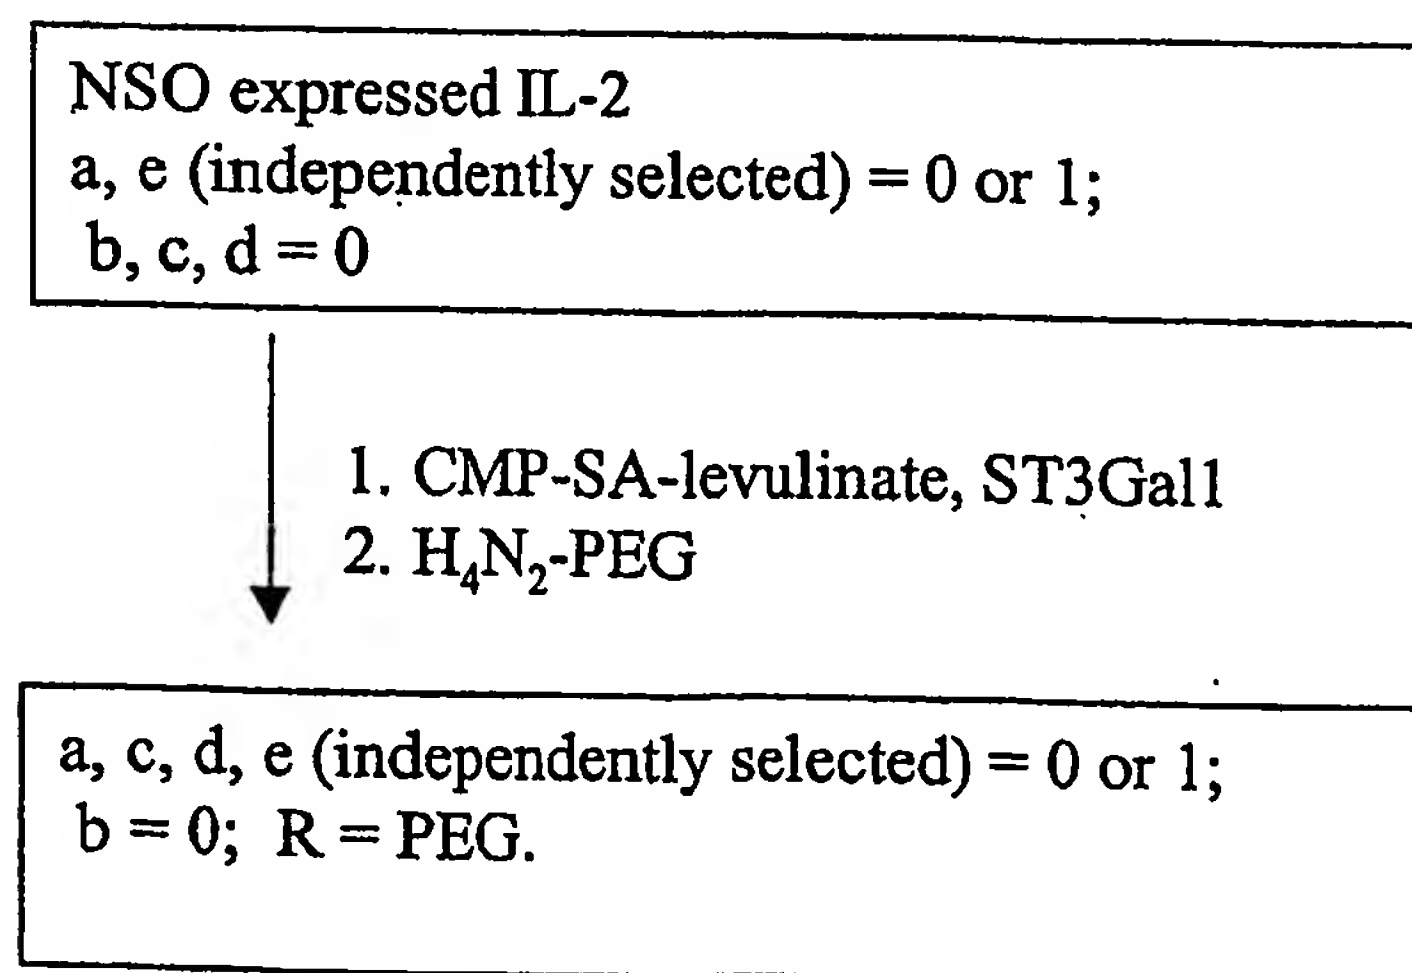 NSO expressed IL-2
a, e (independently selected) = 0 or 1;
b, c, d = 0
1. CMP-SA-levulinate, ST3Gal1
2. H₄N₂-PEG
a, c, d, e (independently selected) = 0 or 1;
b = 0; R = PEG.